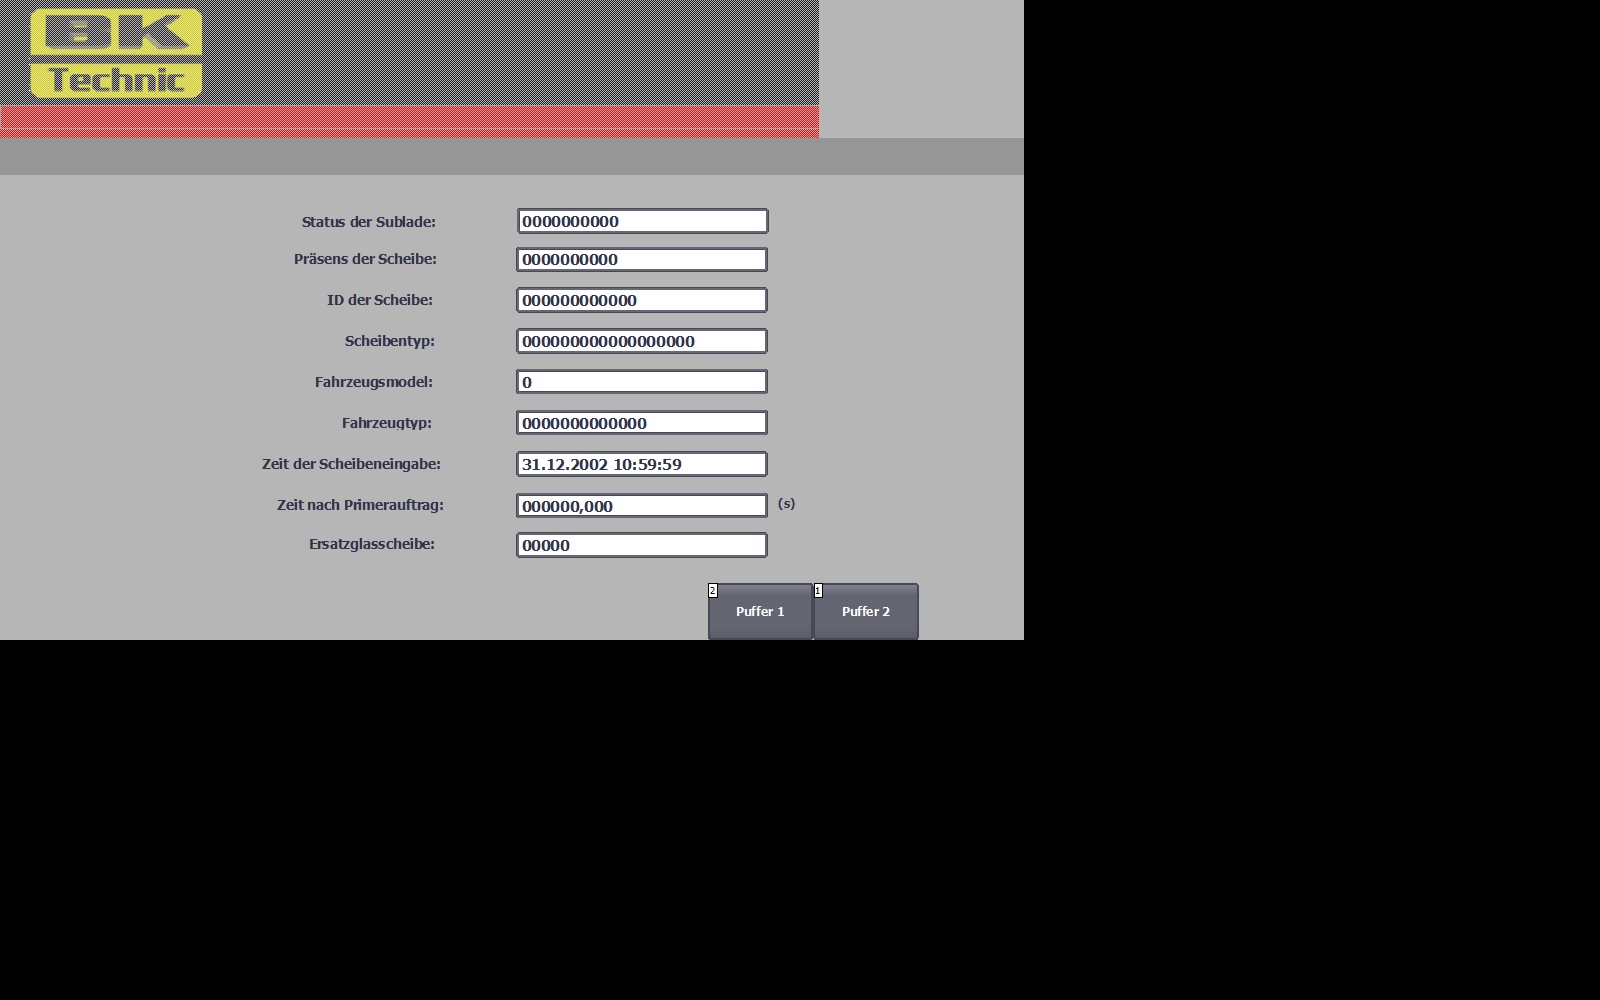 BK
Technic
Status der Sublade: 0000000000
Präsens der Scheibe: 0000000000
ID der Scheibe: 000000000000
Scheibentyp: 000000000000000000
Fahrzeugsmodel: 0
Fahrzeugtyp: 0000000000000
Zeit der Scheibeneingabe: 31.12.2002 10:59:59
Zeit nach Primerauftrag: 000000,000 (s)
Ersatzglasscheibe: 00000
2 Puffer 1 1 Puffer 2